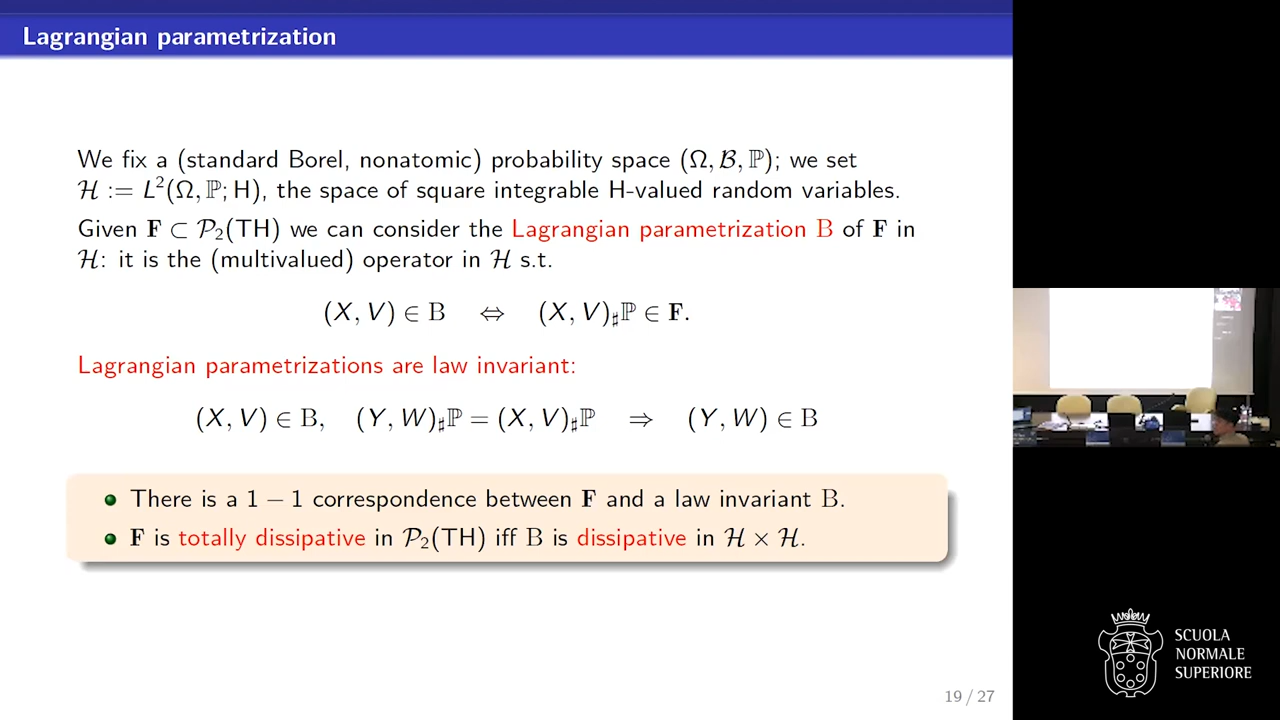 Lagrangian parametrization
We fix a (standard Borel, nonatomic) probability space (Ω, ℬ, ℙ); we set
ℋ := L²(Ω, ℙ; H), the space of square integrable H-valued random variables.
Given F ⊂ 𝒫₂(TH) we can consider the Lagrangian parametrization B of F in
ℋ: it is the (multivalued) operator in ℋ s.t.
(X, V) ∈ B ⇔ (X, V)♯ℙ ∈ F.
Lagrangian parametrizations are law invariant:
(X, V) ∈ B, (Y, W)♯ℙ = (X, V)♯ℙ ⇒ (Y, W) ∈ B
There is a 1 − 1 correspondence between F and a law invariant B.
F is totally dissipative in 𝒫₂(TH) iff B is dissipative in ℋ × ℋ.
19 / 27
SCUOLA
NORMALE
SUPERIORE